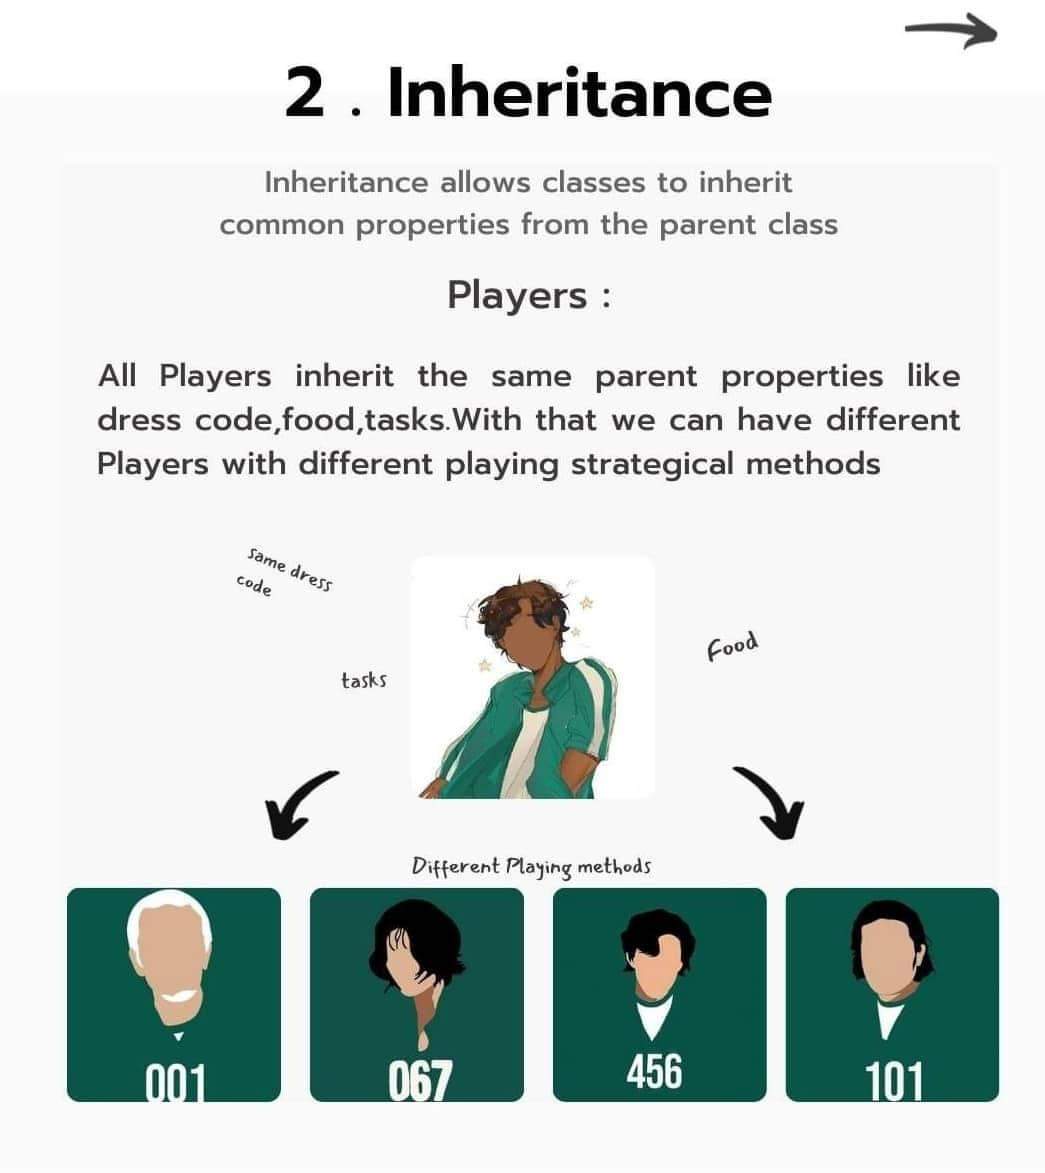 2 . Inheritance
Inheritance allows classes to inherit
common properties from the parent class
Players :
All Players inherit the same parent properties like
dress code,food,tasks.With that we can have different
Players with different playing strategical methods
same dress
code
Food
tasks
Different Playing methods
001
067
456
101